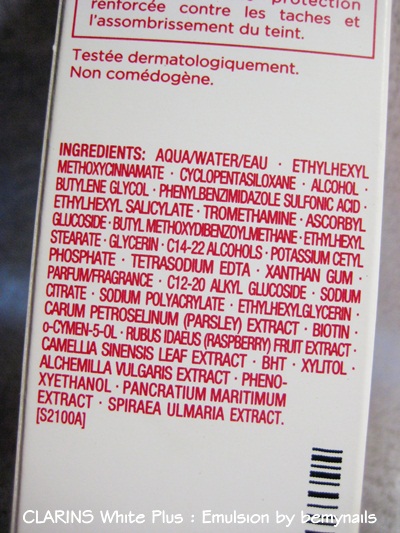 protection
renforcée contre les taches et
l'assombrissement du teint.
Testée dermatologiquement.
Non comédogène.
INGREDIENTS: AQUA/WATER/EAU · ETHYLHEXYL
METHOXYCINNAMATE · CYCLOPENTASILOXANE · ALCOHOL ·
BUTYLENE GLYCOL · PHENYLBENZIMIDAZOLE SULFONIC ACID ·
ETHYLHEXYL SALICYLATE · TROMETHAMINE · ASCORBYL
GLUCOSIDE · BUTYL METHOXYDIBENZOYLMETHANE · ETHYLHEXYL
STEARATE · GLYCERIN · C14-22 ALCOHOLS · POTASSIUM CETYL
PHOSPHATE · TETRASODIUM EDTA · XANTHAN GUM ·
PARFUM/FRAGRANCE · C12-20 ALKYL GLUCOSIDE · SODIUM
CITRATE · SODIUM POLYACRYLATE · ETHYLHEXYLGLYCERIN ·
CARUM PETROSELINUM (PARSLEY) EXTRACT · BIOTIN ·
o-CYMEN-5-OL · RUBUS IDAEUS (RASPBERRY) FRUIT EXTRACT ·
CAMELLIA SINENSIS LEAF EXTRACT · BHT · XYLITOL ·
ALCHEMILLA VULGARIS EXTRACT · PHENO-
XYETHANOL · PANCRATIUM MARITIMUM
EXTRACT · SPIRAEA ULMARIA EXTRACT.
[S2100A]
CLARINS White Plus : Emulsion by bemynails